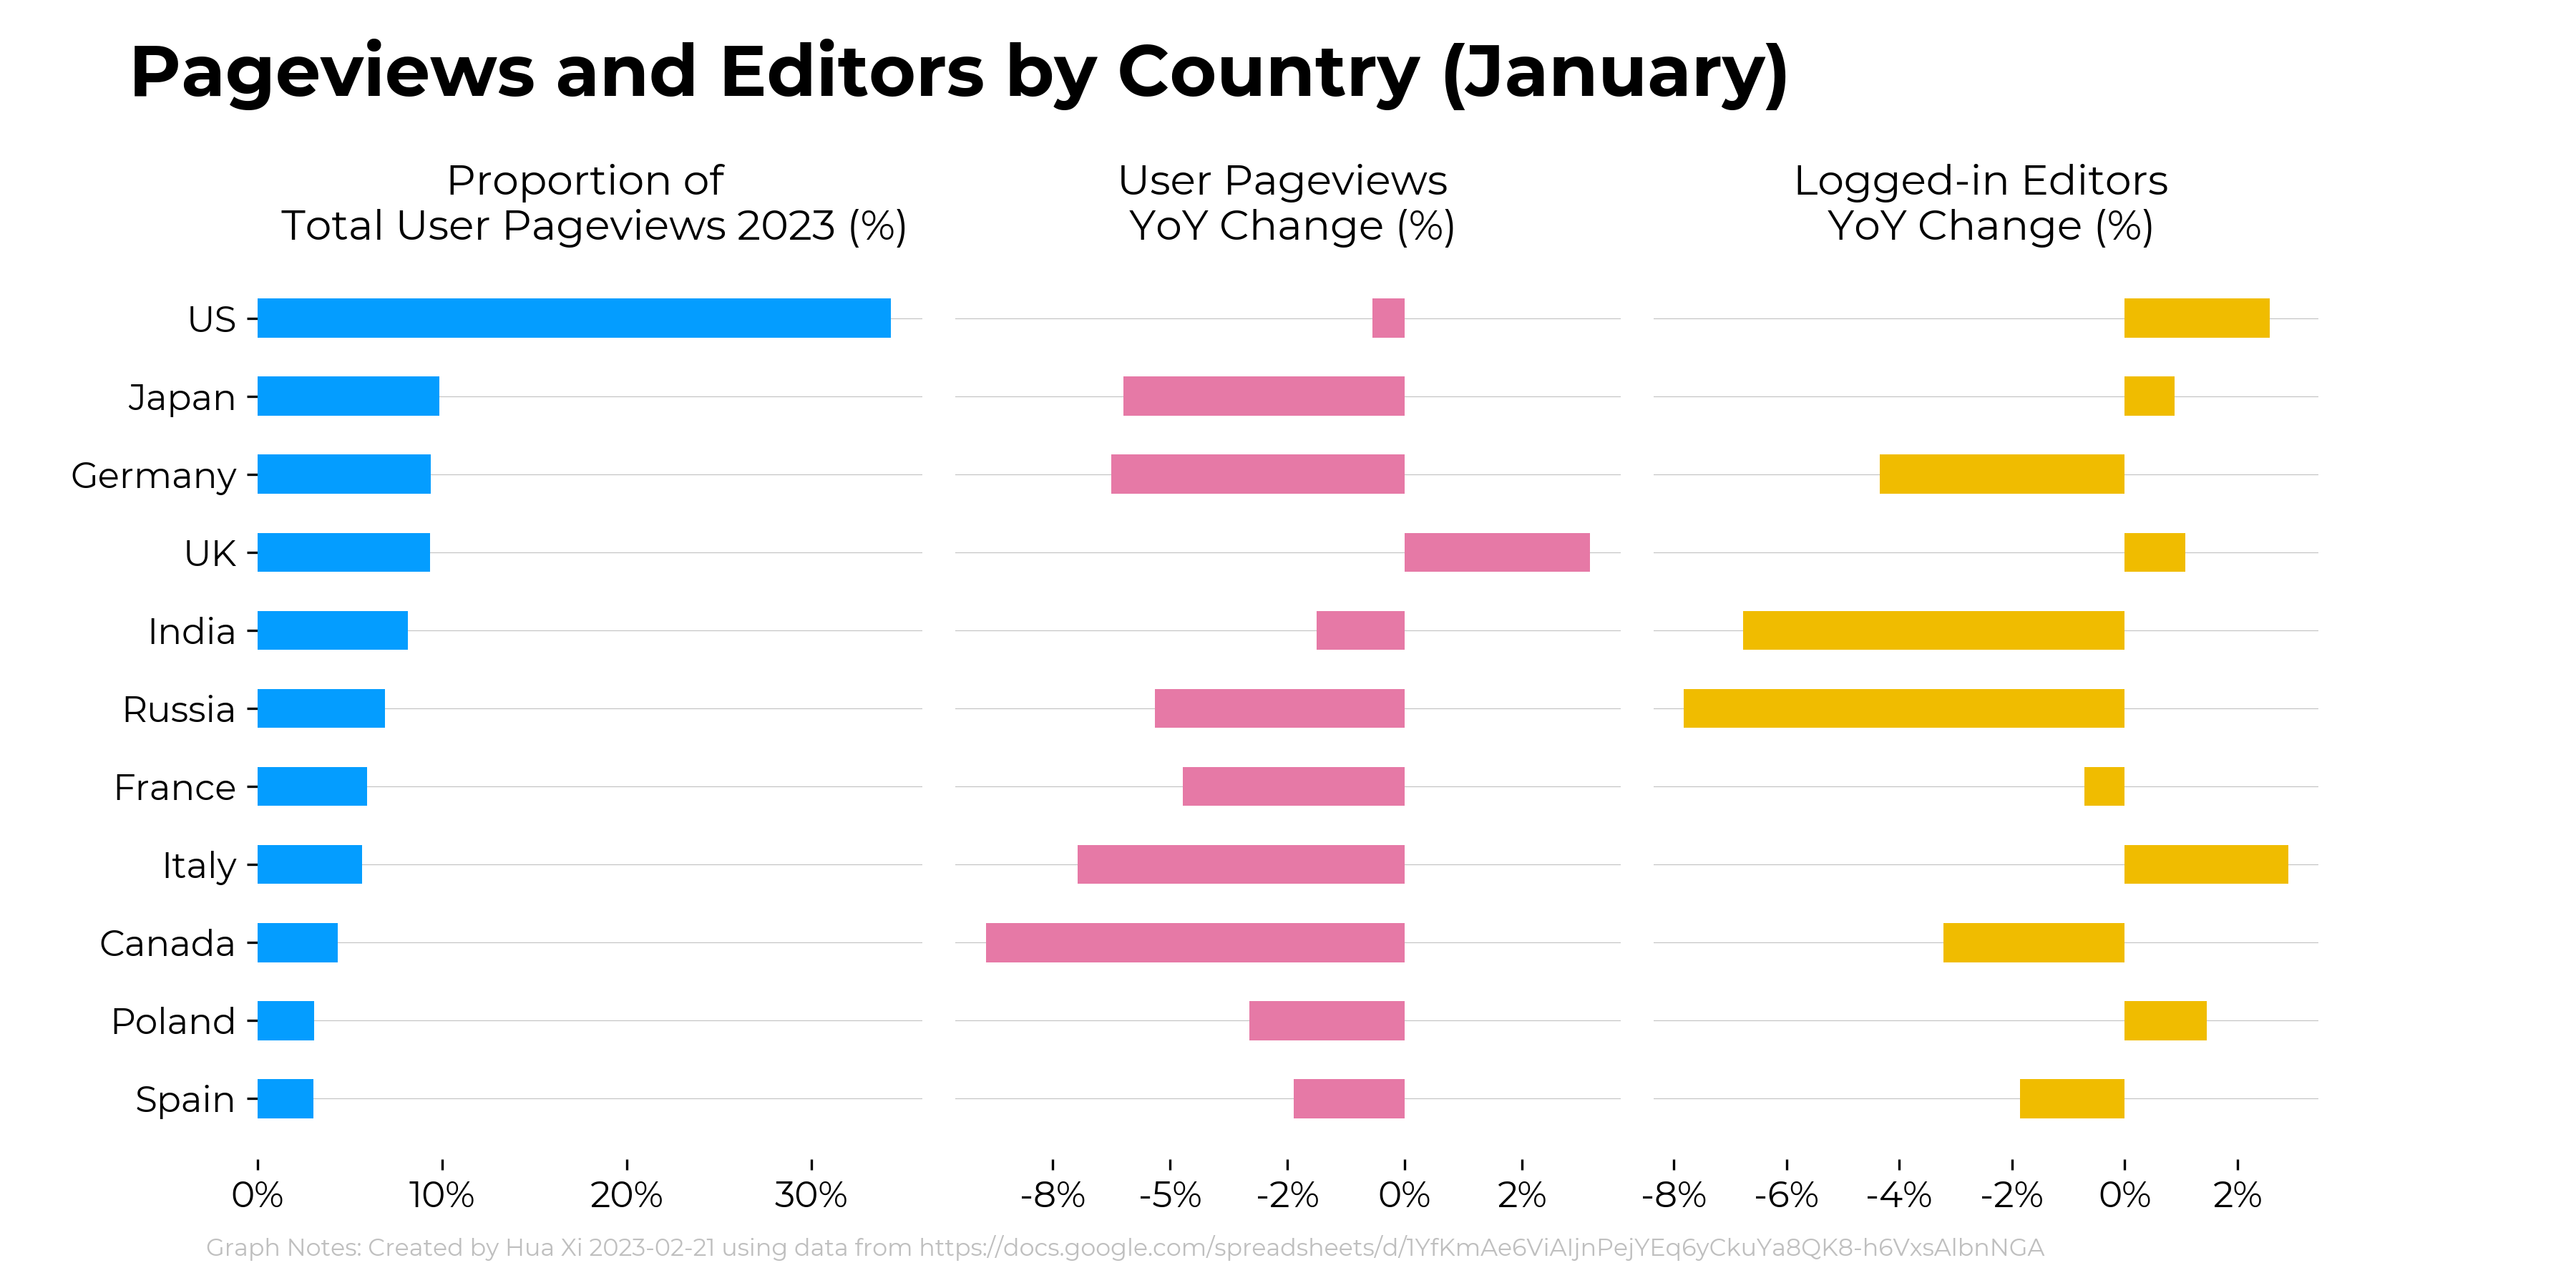 Pageviews and Editors by Country (January)
Proportion of
Total User Pageviews 2023 (%)
User Pageviews
YoY Change (%)
Logged-in Editors
YoY Change (%)
US
Japan
Germany
UK
India
Russia
France
Italy
Canada
Poland
Spain
0% 10% 20% 30%
-8% -5% -2% 0% 2%
-8% -6% -4% -2% 0% 2%
Graph Notes: Created by Hua Xi 2023-02-21 using data from https://docs.google.com/spreadsheets/d/1YfKmAe6ViAIjnPejYEq6yCkuYa8QK8-h6VxsAlbnNGA